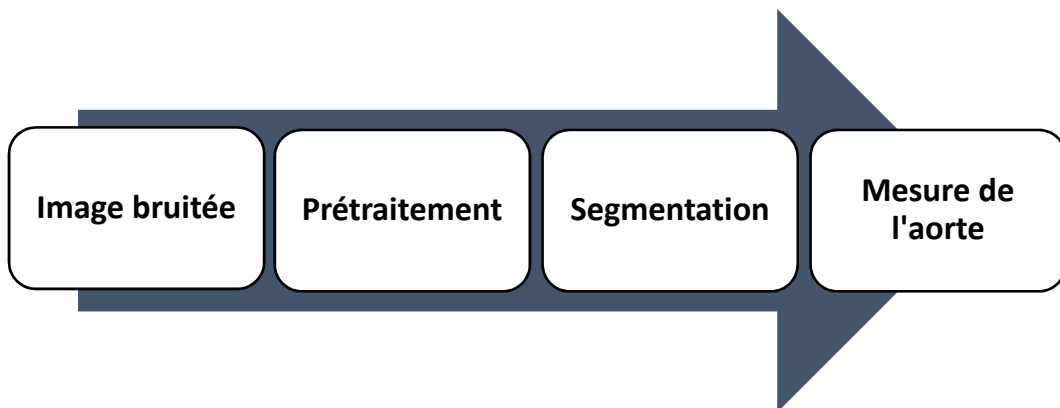 Image bruitée
Prétraitement
Segmentation
Mesure de
l'aorte